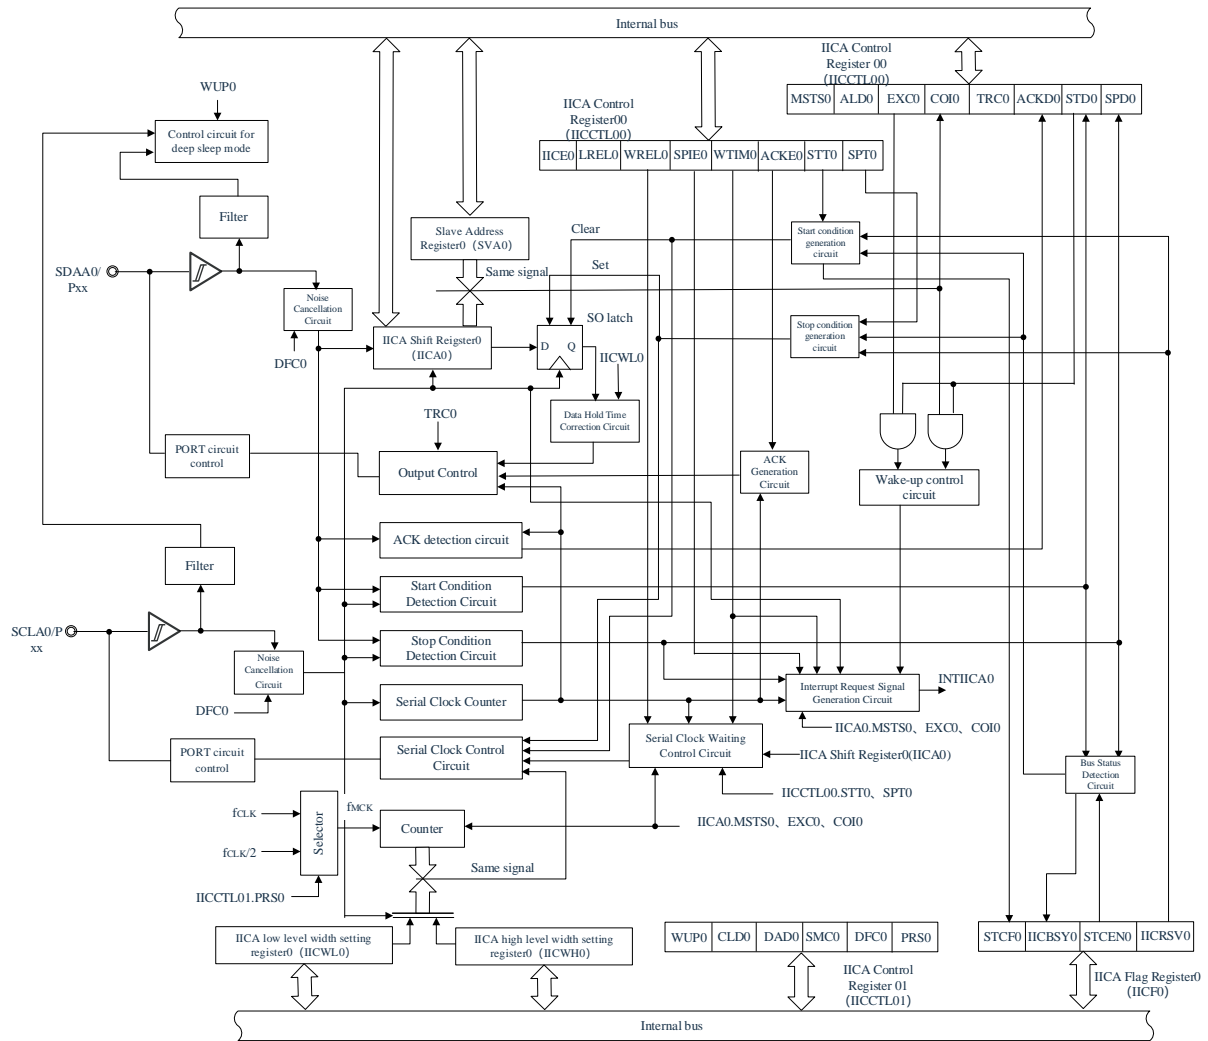 Internal bus
IICA Control
Register 00
(IICCTL00)
MSTS0 ALD0 EXC0 COI0 TRC0 ACKD0 STD0 SPD0
WUP0
IICA Control
Register00
(IICCTL00)
Control circuit for
deep sleep mode
IICE0 LREL0 WREL0 SPIE0 WTIM0 ACKE0 STT0 SPT0
Filter
Slave Address
Register0 (SVA0)
Clear
Start condition
generation
circuit
SDAA0/
Pxx
Same signal
Set
Noise
Cancellation
Circuit
DFC0
IICA Shift Reigster0
(IICA0)
SO latch
D Q
IICWL0
Stop condition
generation
circuit
TRC0
Data Hold Time
Correction Circuit
PORT circuit
control
Output Control
ACK
Generation
Circuit
Wake-up control
circuit
ACK detection circuit
Filter
Start Condition
Detection Circuit
SCLA0/P
xx
Stop Condition
Detection Circuit
Noise
Cancellation
Circuit
DFC0
Serial Clock Counter
Interrupt Request Signal
Generation Circuit
INTIICA0
IICA0.MSTS0、EXC0、COI0
PORT circuit
control
Serial Clock Control
Circuit
Serial Clock Waiting
Control Circuit
IICA Shift Register0(IICA0)
Bus Status
Detection
Circuit
IICCTL00.STT0、SPT0
fCLK
fMCK
Selector
Counter
IICA0.MSTS0、EXC0、COI0
fCLK/2
Same signal
IICCTL01.PRS0
IICA low level width setting
register0 (IICWL0)
IICA high level width setting
register0 (IICWH0)
WUP0 CLD0 DAD0 SMC0 DFC0 PRS0
STCF0 IICBSY0 STCEN0 IICRSV0
IICA Control
Register 01
(IICCTL01)
IICA Flag Register0
(IICF0)
Internal bus